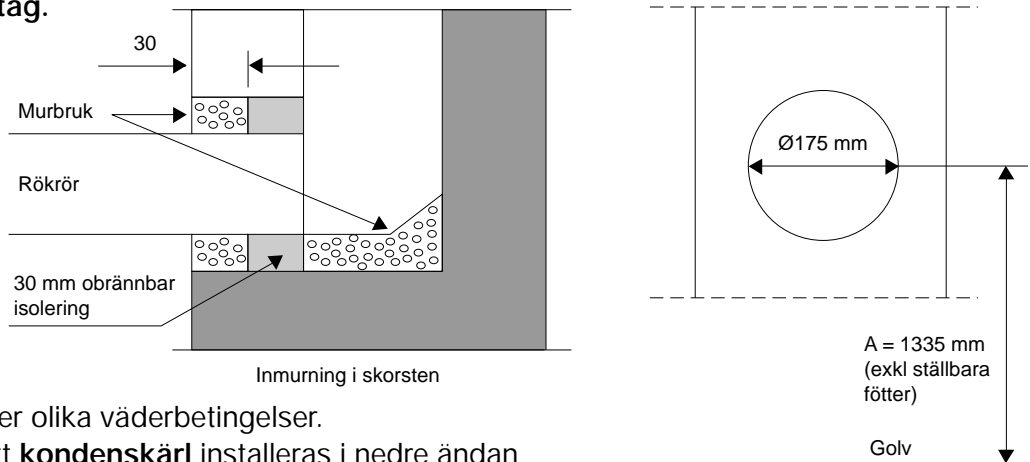 tag.
30
Murbruk
Rökrör
30 mm obrännbar
isolering
Inmurning i skorsten
Ø175 mm
A = 1335 mm
(exkl ställbara
fötter)
Golv
er olika väderbetingelser.
kondenskärl installeras i nedre ändan